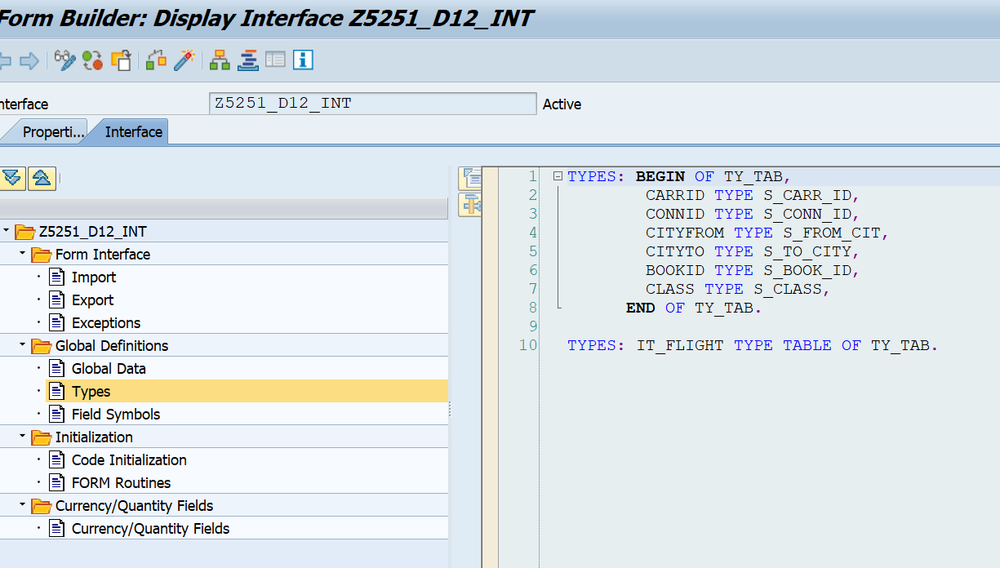 Form Builder: Display Interface Z5251_D12_INT
nterface
Z5251_D12_INT
Active
Properti...
Interface
Z5251_D12_INT
Form Interface
Import
Export
Exceptions
Global Definitions
Global Data
Types
Field Symbols
Initialization
Code Initialization
FORM Routines
Currency/Quantity Fields
Currency/Quantity Fields
1 TYPES: BEGIN OF TY_TAB,
2 CARRID TYPE S_CARR_ID,
3 CONNID TYPE S_CONN_ID,
4 CITYFROM TYPE S_FROM_CIT,
5 CITYTO TYPE S_TO_CITY,
6 BOOKID TYPE S_BOOK_ID,
7 CLASS TYPE S_CLASS,
8 END OF TY_TAB.
9
10 TYPES: IT_FLIGHT TYPE TABLE OF TY_TAB.